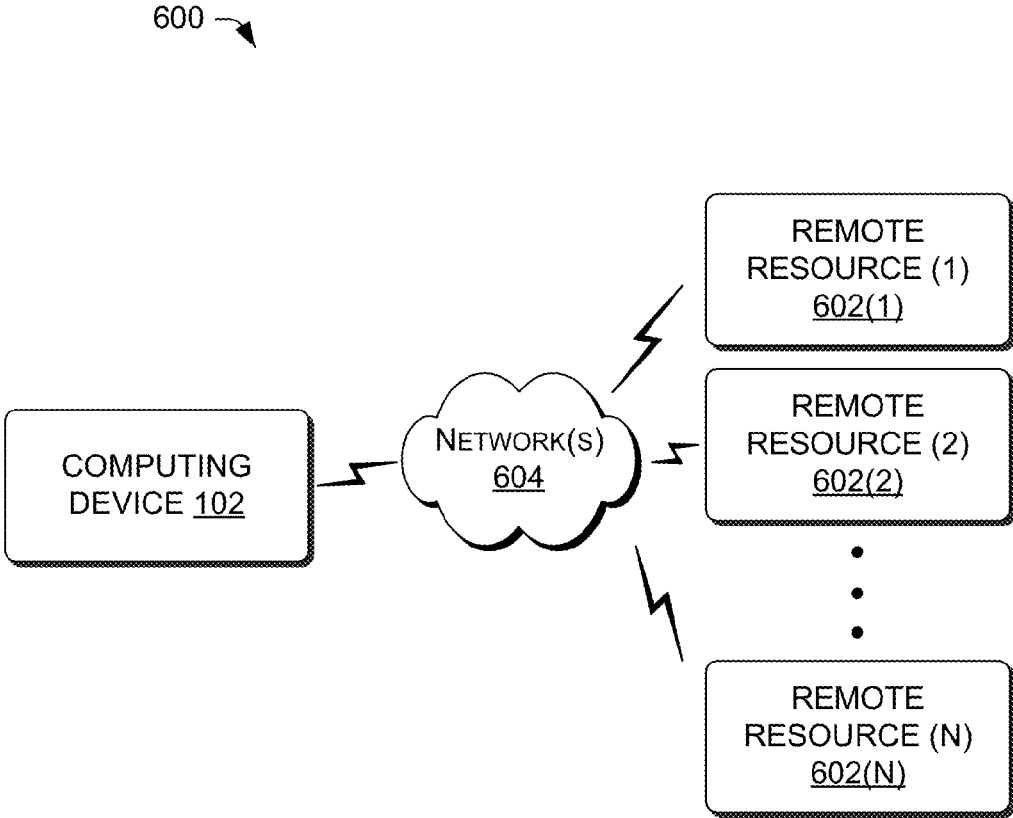 600
REMOTE
RESOURCE (1)
602(1)
REMOTE
RESOURCE (2)
602(2)
NETWORK(S)
604
COMPUTING
DEVICE 102
REMOTE
RESOURCE (N)
602(N)